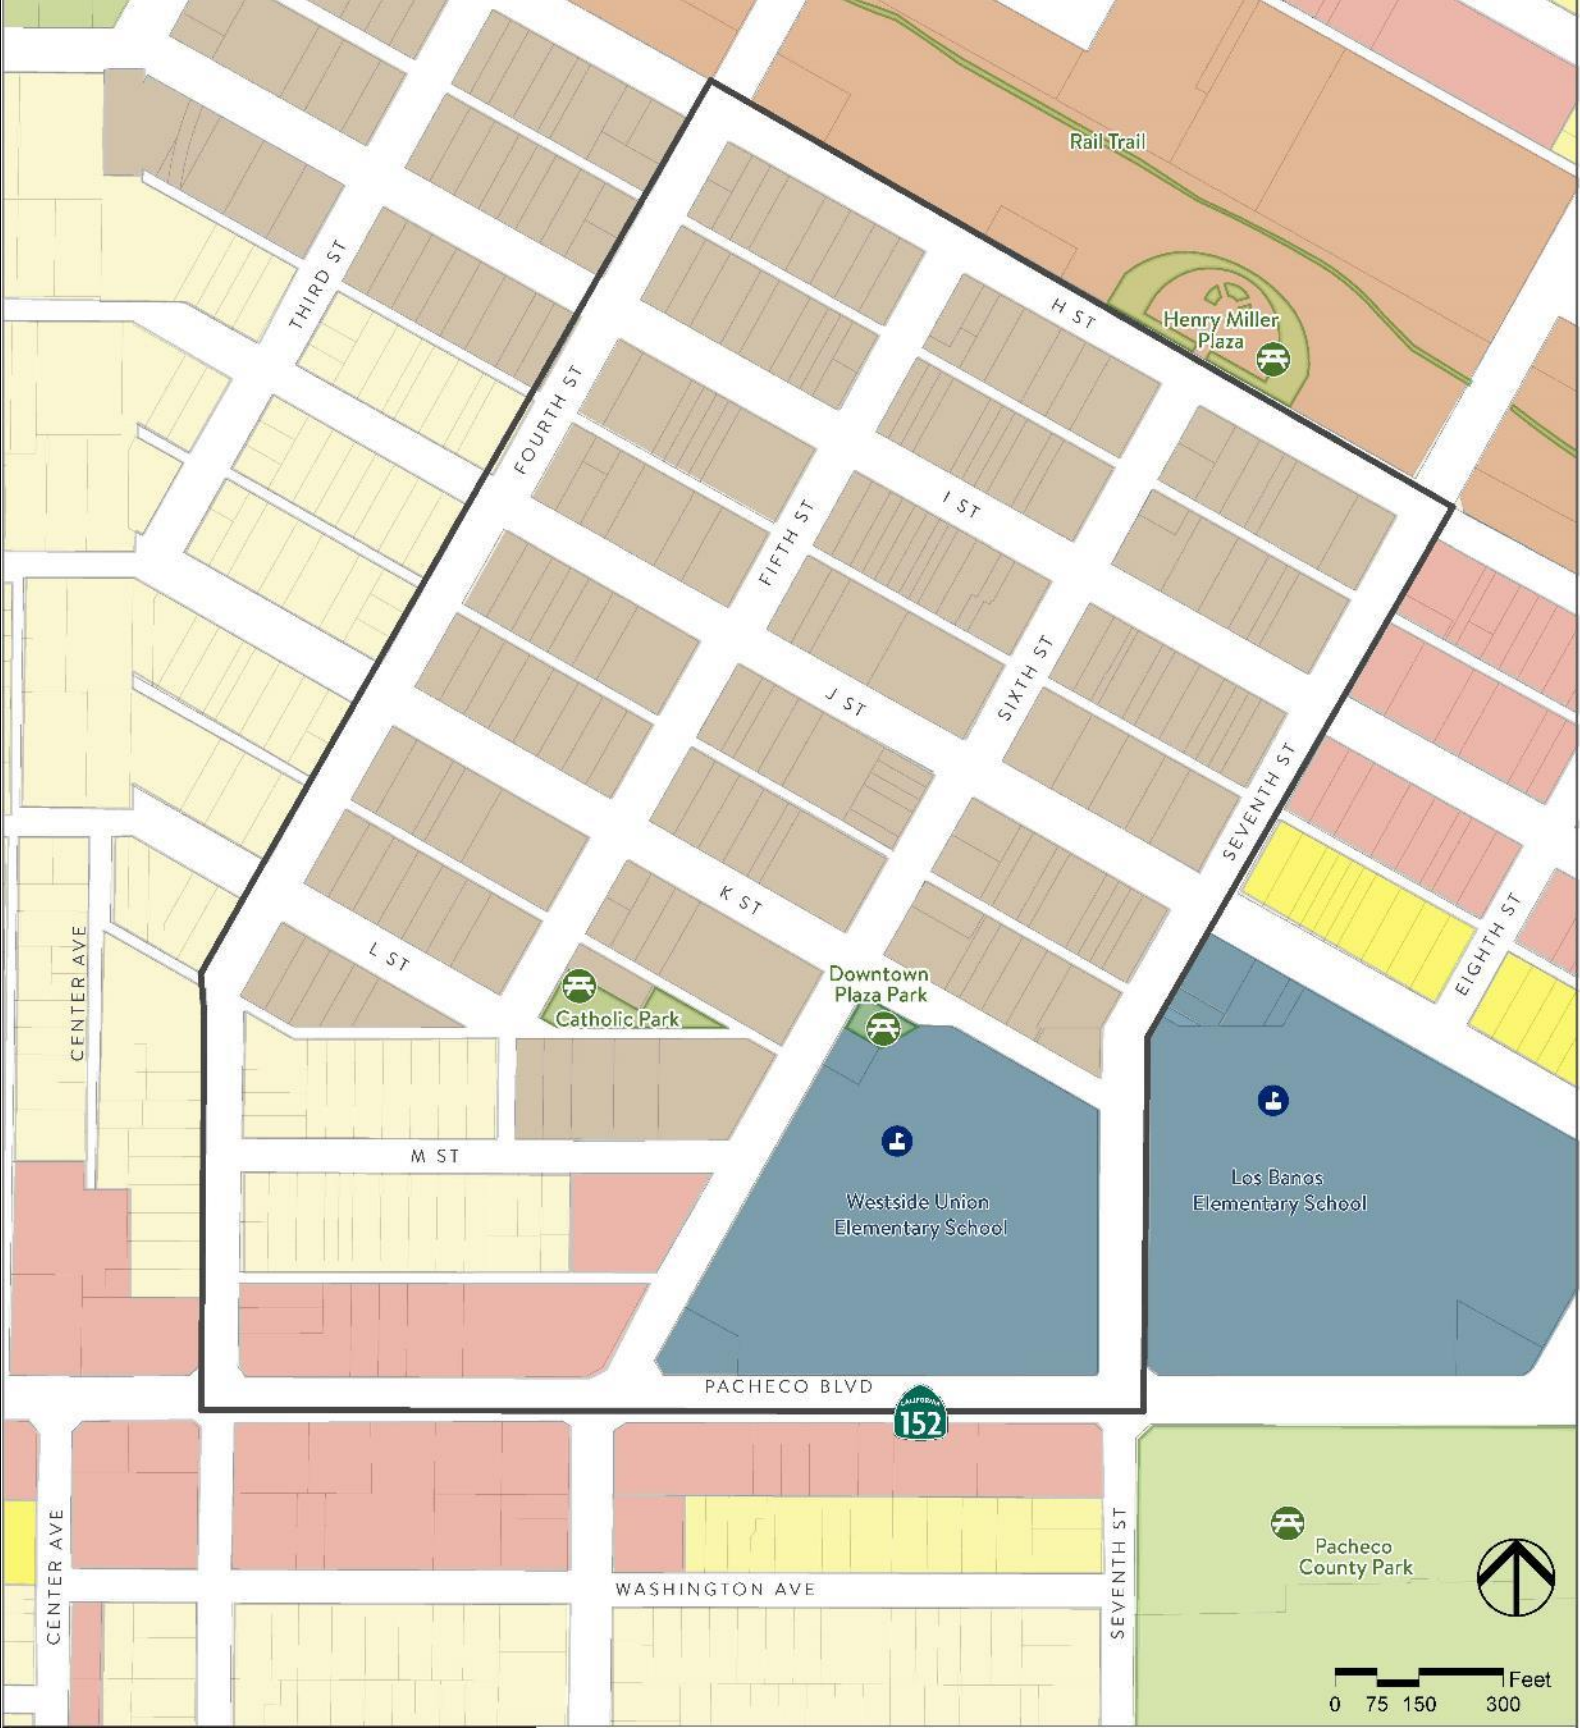 Rail Trail
THIRD ST
H ST
Henry Miller
Plaza
FOURTH ST
I ST
FIFTH ST
SIXTH ST
J ST
SEVENTH ST
K ST
EIGHTH ST
L ST
CENTER AVE
Downtown
Plaza Park
Catholic Park
M ST
Westside Union
Elementary School
Los Banos
Elementary School
PACHECO BLVD
CALIFORNIA
152
CENTER AVE
SEVENTH ST
Pacheco
County Park
WASHINGTON AVE
Feet
0 75 150 300